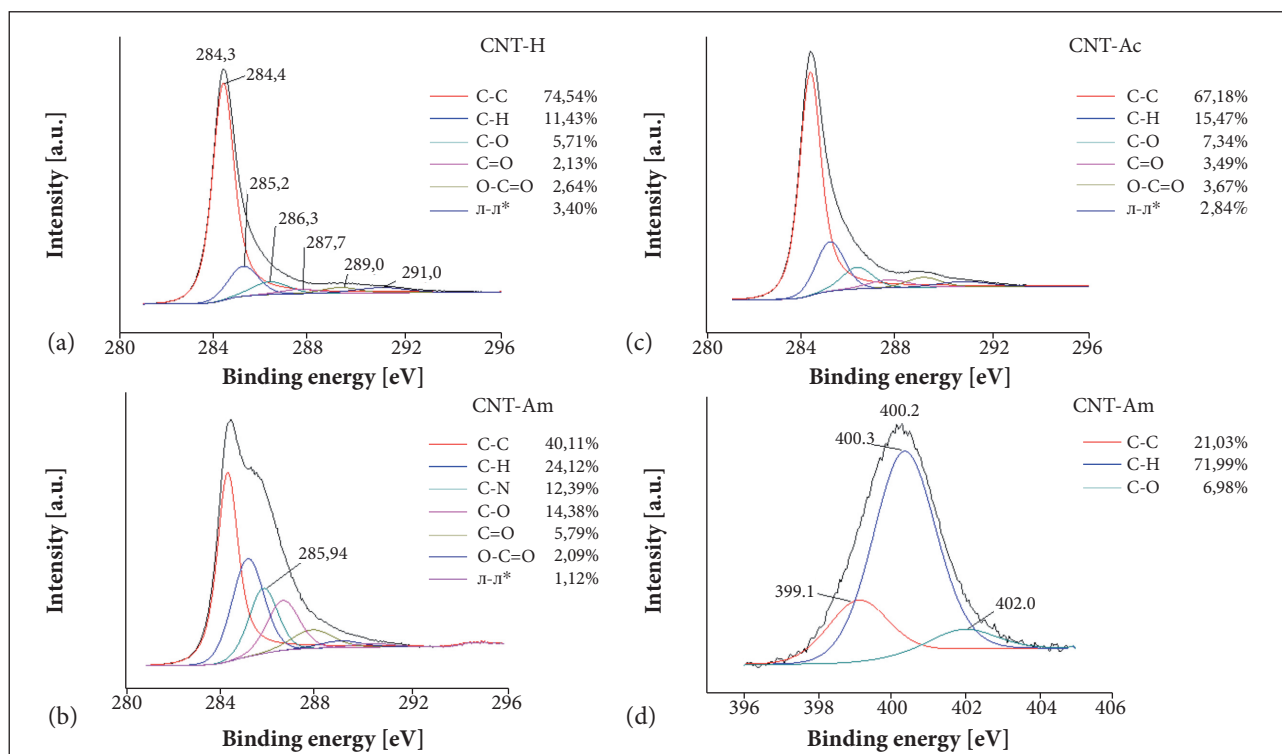 CNT-H
284,3
284,4
C-C 74,54%
C-H 11,43%
C-O 5,71%
C=O 2,13%
O-C=O 2,64%
л-л* 3,40%
285,2
286,3
287,7
289,0
291,0
Intensity [a.u.]
(a)
280 284 288 292 296
Binding energy [eV]
CNT-Ac
C-C 67,18%
C-H 15,47%
C-O 7,34%
C=O 3,49%
O-C=O 3,67%
л-л* 2,84%
Intensity [a.u.]
(c)
280 284 288 292 296
Binding energy [eV]
CNT-Am
C-C 40,11%
C-H 24,12%
C-N 12,39%
C-O 14,38%
C=O 5,79%
O-C=O 2,09%
л-л* 1,12%
285,94
Intensity [a.u.]
(b)
280 284 288 292 296
Binding energy [eV]
CNT-Am
400.2
400.3
C-C 21,03%
C-H 71,99%
C-O 6,98%
399.1
402.0
Intensity [a.u.]
(d)
396 398 400 402 404 406
Binding energy [eV]